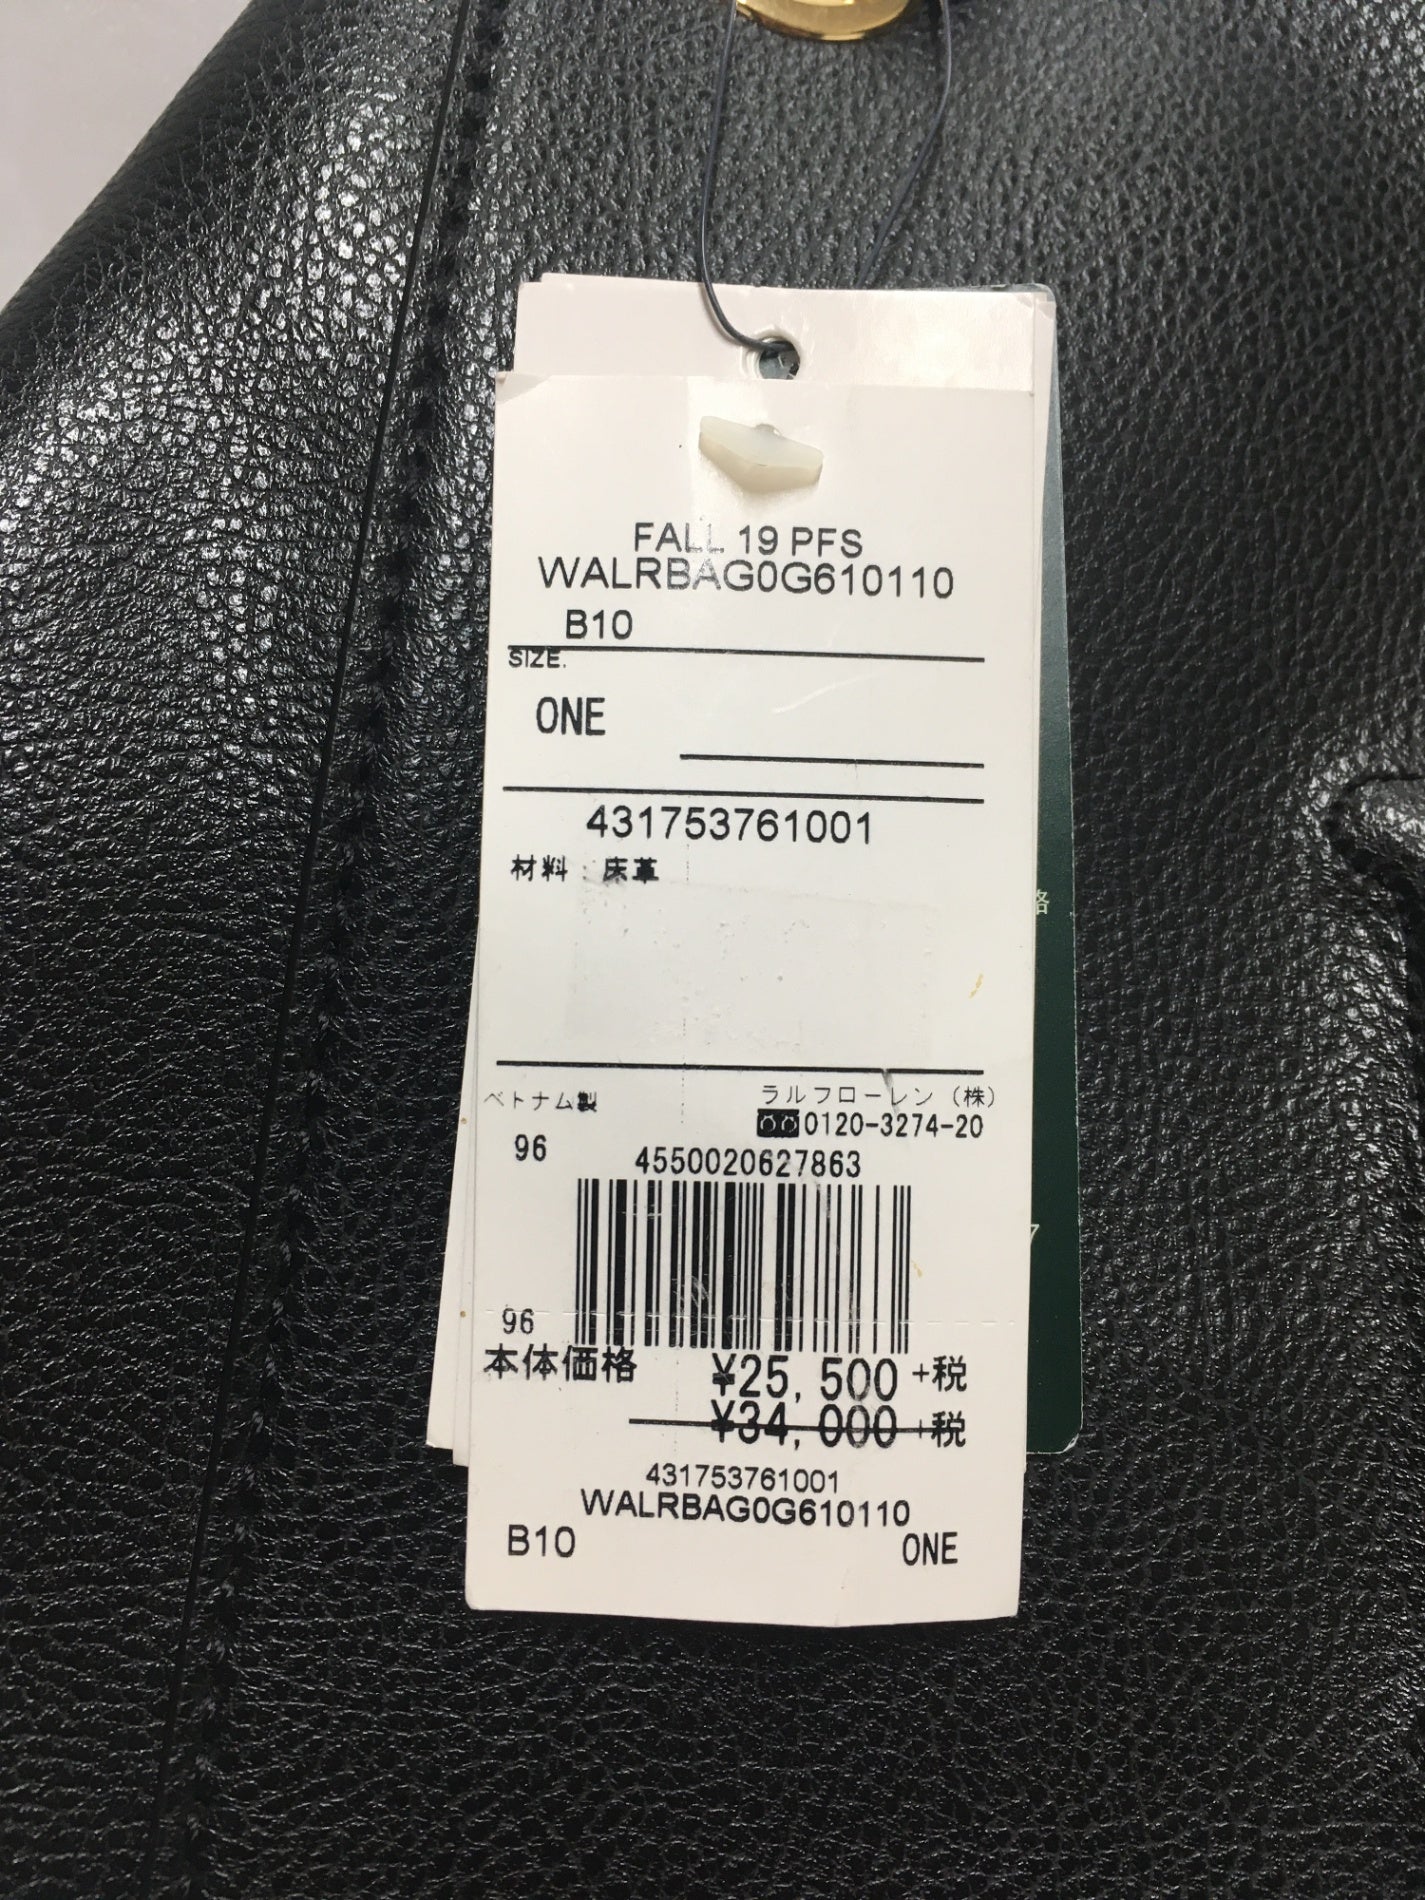 FALL 19 PFS
WALRBAG0G610110
B10
SIZE.
ONE
431753761001
材料 : 床革
格
ベトナム製
ラルフローレン（株）
0120-3274-20
96
4550020627863
7
96
本体価格
¥25,500 +税
¥34,000 +税
431753761001
WALRBAG0G610110
B10
ONE